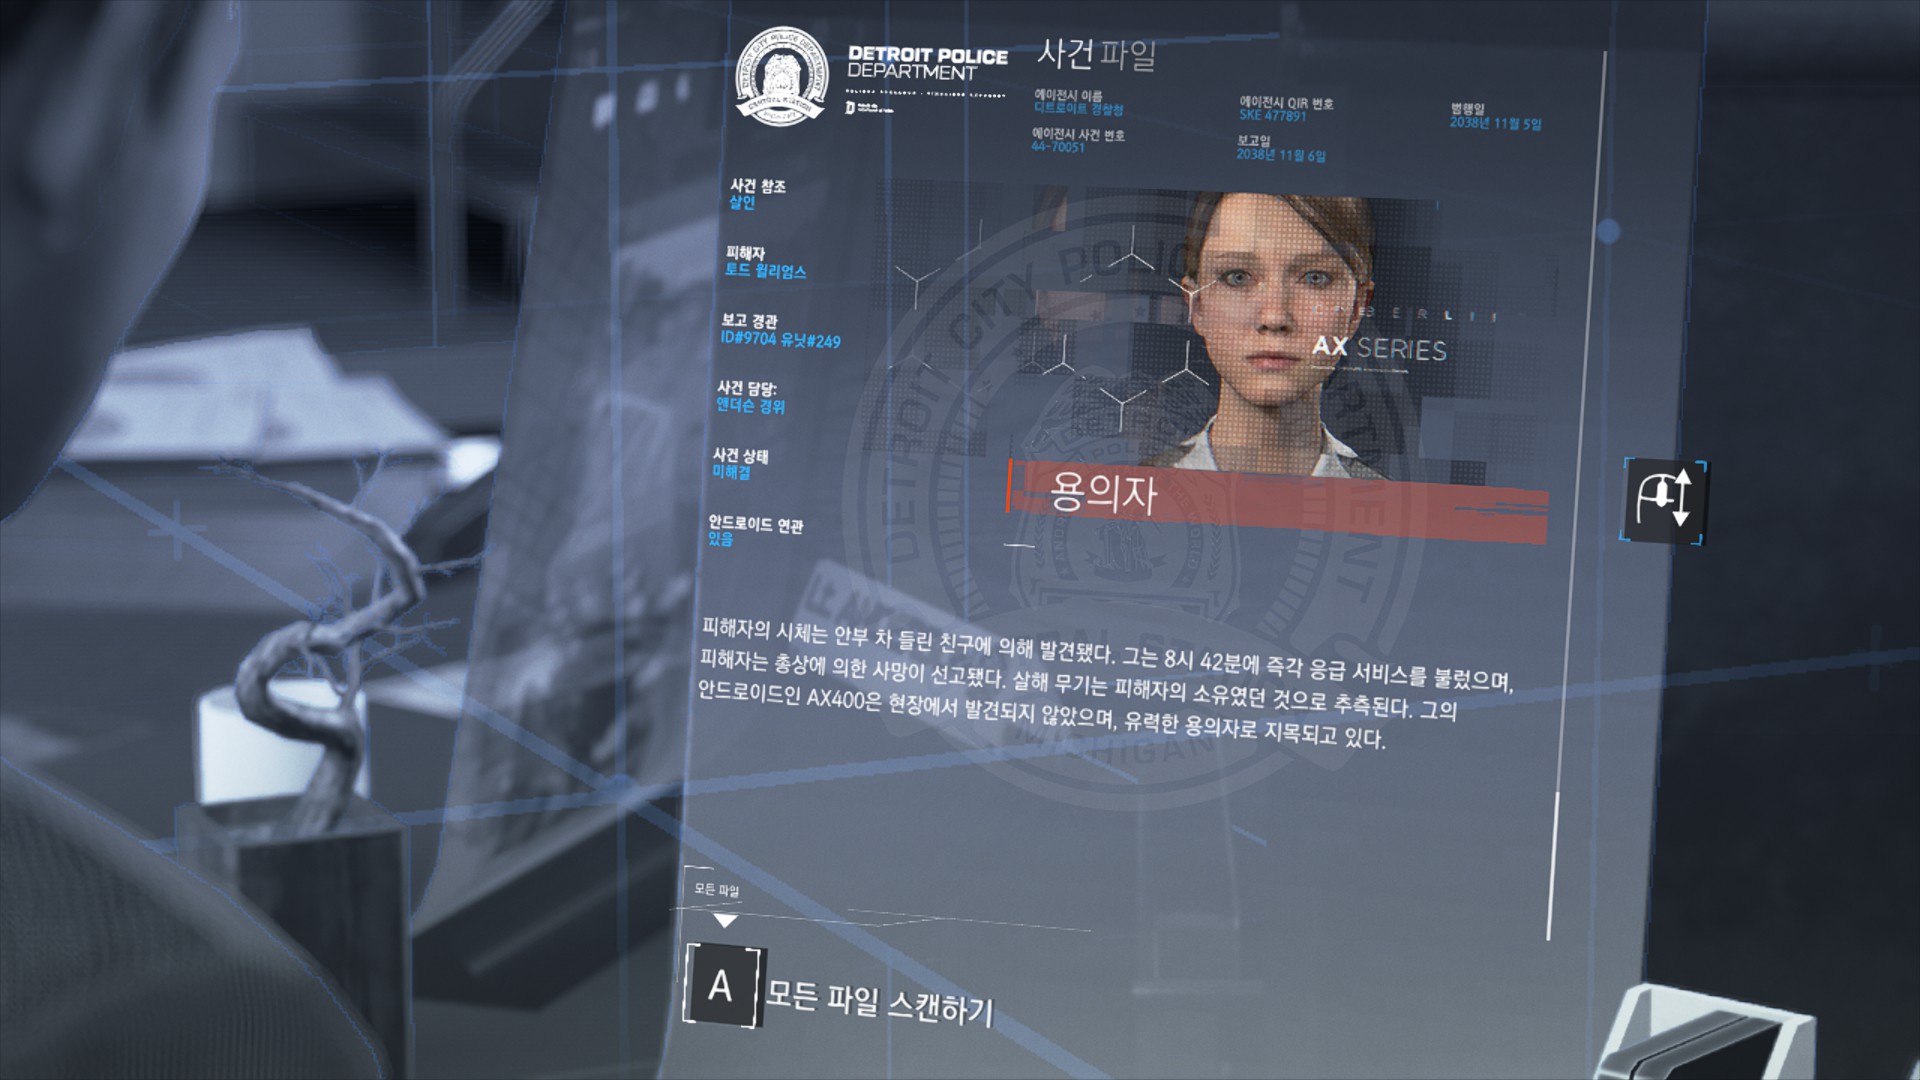 DETROIT POLICE
DEPARTMENT
사건 파일
에이전시 이름
디트로이트 경찰청
에이전시 QIR 번호
SKE 477891
범행일
2038년 11월 5일
에이전시 사건 번호
44-70051
보고일
2038년 11월 6일
사건 참조
살인
피해자
토드 윌리엄스
보고 경관
ID#9704 유닛#249
사건 담당:
앤더슨 경위
사건 상태
미해결
안드로이드 연관
있음
AX SERIES
용의자
DETROIT CITY POLICE DEPARTMENT
MICHIGAN
피해자의 시체는 안부 차 들린 친구에 의해 발견됐다. 그는 8시 42분에 즉각 응급 서비스를 불렀으며,
피해자는 총상에 의한 사망이 선고됐다. 살해 무기는 피해자의 소유였던 것으로 추측된다. 그의
안드로이드인 AX400은 현장에서 발견되지 않았으며, 유력한 용의자로 지목되고 있다.
모든 파일
A 모든 파일 스캔하기